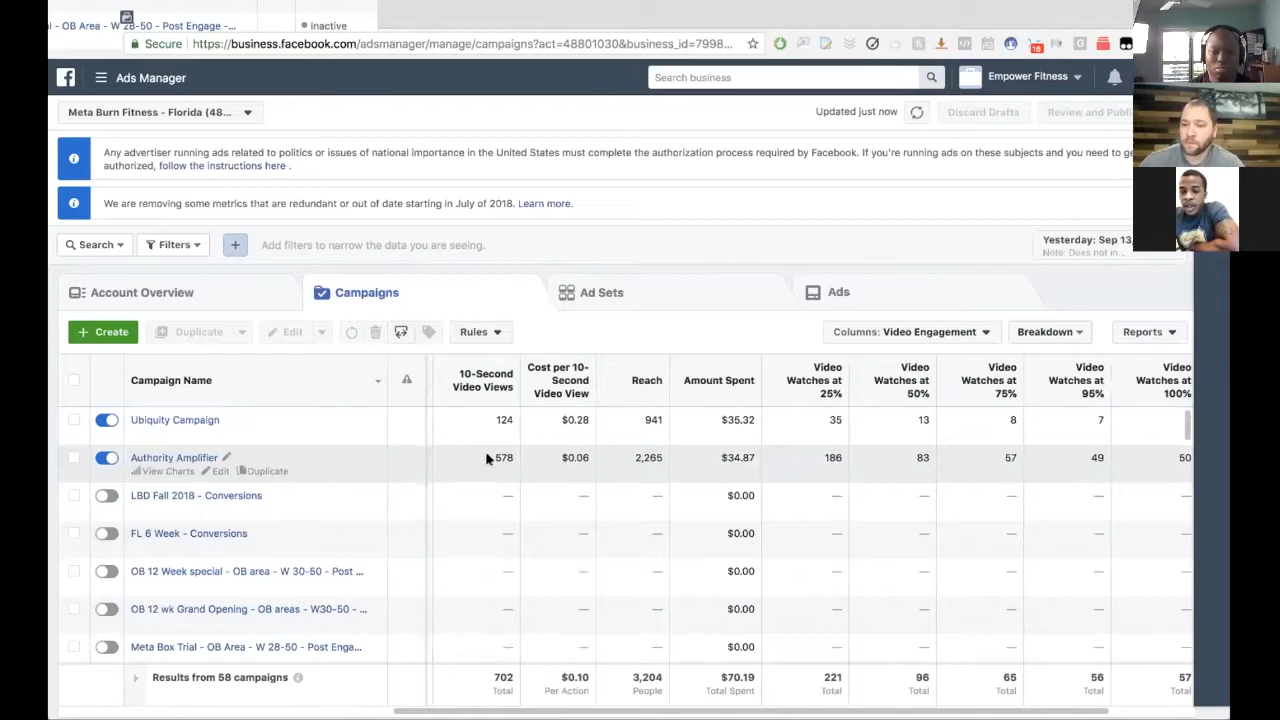 l - OB Area - W 28-50 - Post Engage -...
Inactive
Secure https://business.facebook.com/adsmanager/manage/campaigns?act=48801030&business_id=7998...
16
Ads Manager
Search business
Empower Fitness
Meta Burn Fitness - Florida (48...
Updated just now
Discard Drafts
Review and Publi
Any advertiser running ads related to politics or issues of national importance in the United States must complete the authorization process required by Facebook. If you're running ads on these subjects and you need to ge
authorized, follow the instructions here .
We are removing some metrics that are redundant or out of date starting in July of 2018. Learn more.
Search
Filters
+
Add filters to narrow the data you are seeing.
Yesterday: Sep 13,
Note: Does not in...
Account Overview
Campaigns
Ad Sets
Ads
+ Create
Duplicate
Edit
Rules
Columns: Video Engagement
Breakdown
Reports
Campaign Name
10-Second Video Views
Cost per 10-Second Video View
Reach
Amount Spent
Video Watches at 25%
Video Watches at 50%
Video Watches at 75%
Video Watches at 95%
Video Watches at 100%
Ubiquity Campaign 124 $0.28 941 $35.32 35 13 8 7
Authority Amplifier 578 $0.06 2,265 $34.87 186 83 57 49 50
View Charts Edit Duplicate
LBD Fall 2018 - Conversions — — — $0.00 — — — — —
FL 6 Week - Conversions — — — $0.00 — — — — —
OB 12 Week special - OB area - W 30-50 - Post ... — — — $0.00 — — — — —
OB 12 wk Grand Opening - OB areas - W30-50 - ... — — — $0.00 — — — — —
Meta Box Trial - OB Area - W 28-50 - Post Enga... — — — $0.00 — — — — —
Results from 58 campaigns 702 $0.10 3,204 $70.19 221 96 65 56 57
Total Per Action People Total Spent Total Total Total Total Total